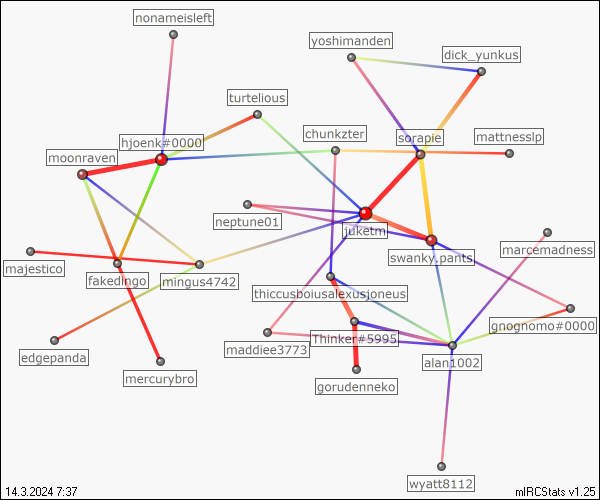 nonameisleft
yoshimanden
dick_yunkus
turtelious
chunkzter
sorapie
mattnesslp
hjoenk#0000
moonraven
neptune01
juketm
swanky.pants
marcemadness
majestico
fakedingo
mingus4742
thiccusboiusalexusjoneus
gnognomo#0000
edgepanda
maddiee3773
Thinker#5995
alan1002
mercurybro
gorudenneko
wyatt8112
14.3.2024 7:37
mIRCStats v1.25